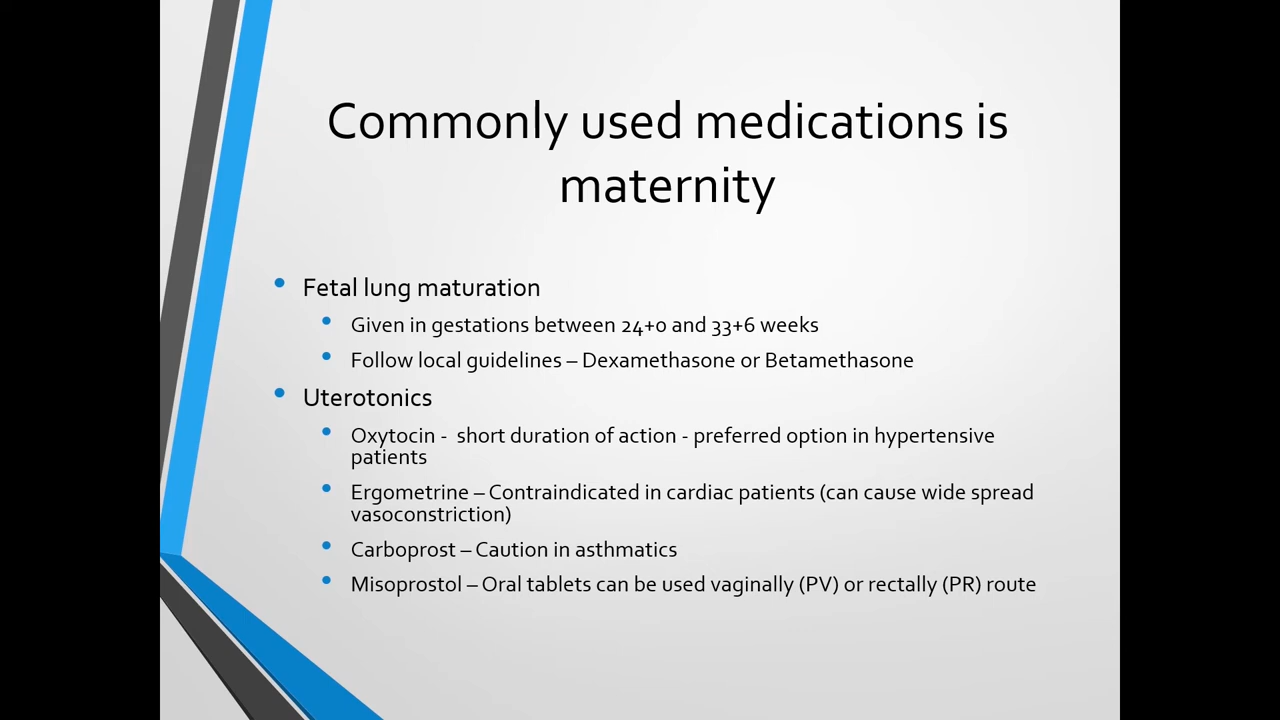 Commonly used medications is
maternity
• Fetal lung maturation
• Given in gestations between 24+0 and 33+6 weeks
• Follow local guidelines – Dexamethasone or Betamethasone
• Uterotonics
• Oxytocin -  short duration of action - preferred option in hypertensive
patients
• Ergometrine – Contraindicated in cardiac patients (can cause wide spread
vasoconstriction)
• Carboprost – Caution in asthmatics
• Misoprostol – Oral tablets can be used vaginally (PV) or rectally (PR) route